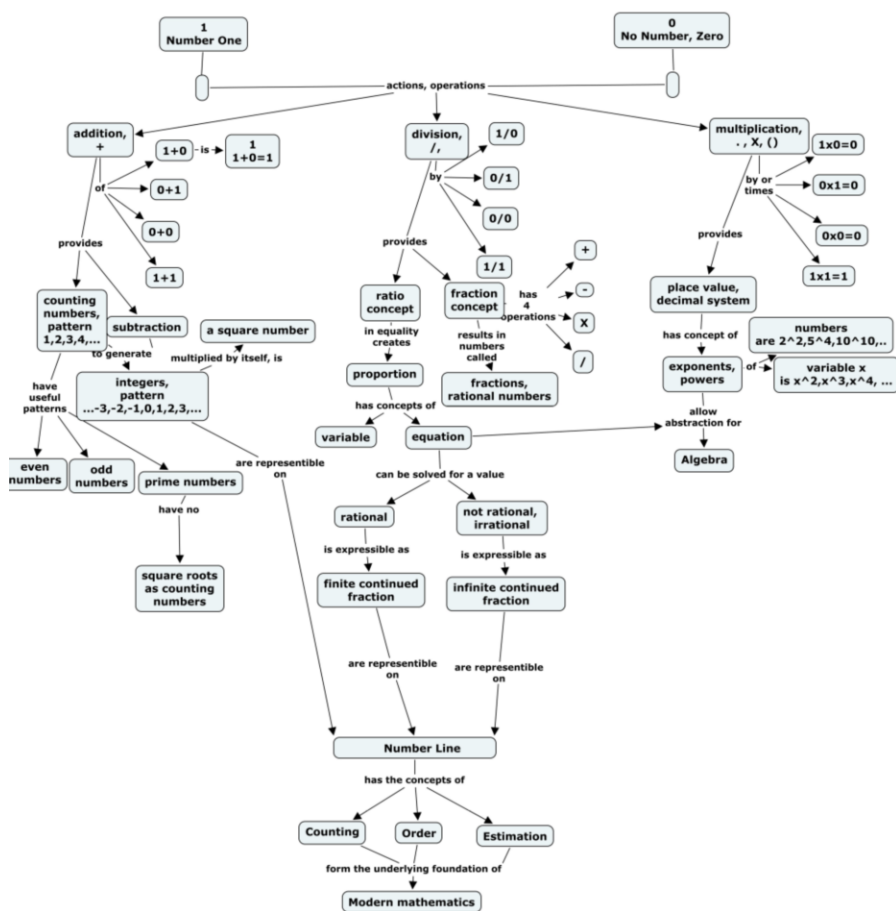 1
Number One
0
No Number, Zero
actions, operations
addition,
+
division,
/,
multiplication,
. , X, ()
1+0
is
1
1+0=1
of
0+1
0+0
1+1
1/0
by
0/1
0/0
1/1
1x0=0
by or
times
0x1=0
0x0=0
1x1=1
provides
provides
provides
counting
numbers,
pattern
1,2,3,4,...
subtraction
a square number
to generate
multiplied by itself, is
integers,
pattern
...-3,-2,-1,0,1,2,3,...
ratio
concept
fraction
concept
has
4
operations
+
-
X
/
in equality
creates
results in
numbers
called
proportion
fractions,
rational numbers
place value,
decimal system
has concept of
exponents,
powers
of
numbers
are 2^2,5^4,10^10,..
variable x
is x^2,x^3,x^4, ...
have
useful
patterns
has concepts of
allow
abstraction for
variable
equation
Algebra
even
numbers
odd
numbers
prime numbers
are representible
on
can be solved for a value
have no
rational
not rational,
irrational
is expressible as
is expressible as
square roots
as counting
numbers
finite continued
fraction
infinite continued
fraction
are representible
on
are representible
on
Number Line
has the concepts of
Counting
Order
Estimation
form the underlying foundation of
Modern mathematics